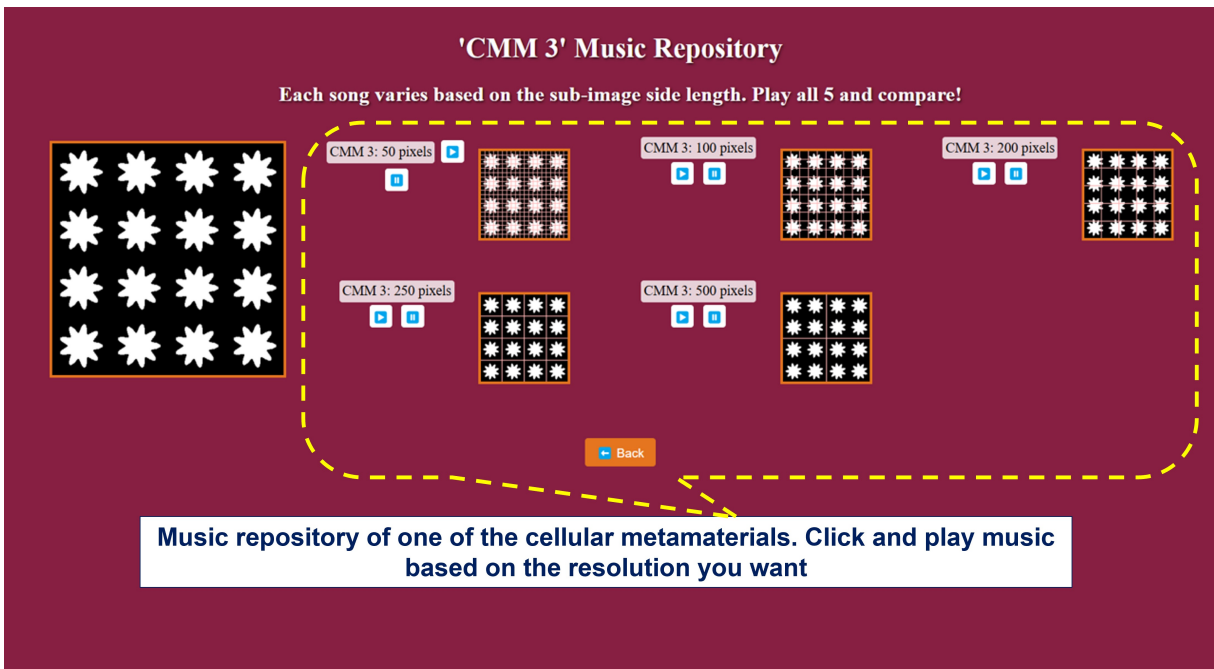 'CMM 3' Music Repository
Each song varies based on the sub-image side length. Play all 5 and compare!
CMM 3: 50 pixels
CMM 3: 100 pixels
CMM 3: 200 pixels
CMM 3: 250 pixels
CMM 3: 500 pixels
Back
Music repository of one of the cellular metamaterials. Click and play music
based on the resolution you want